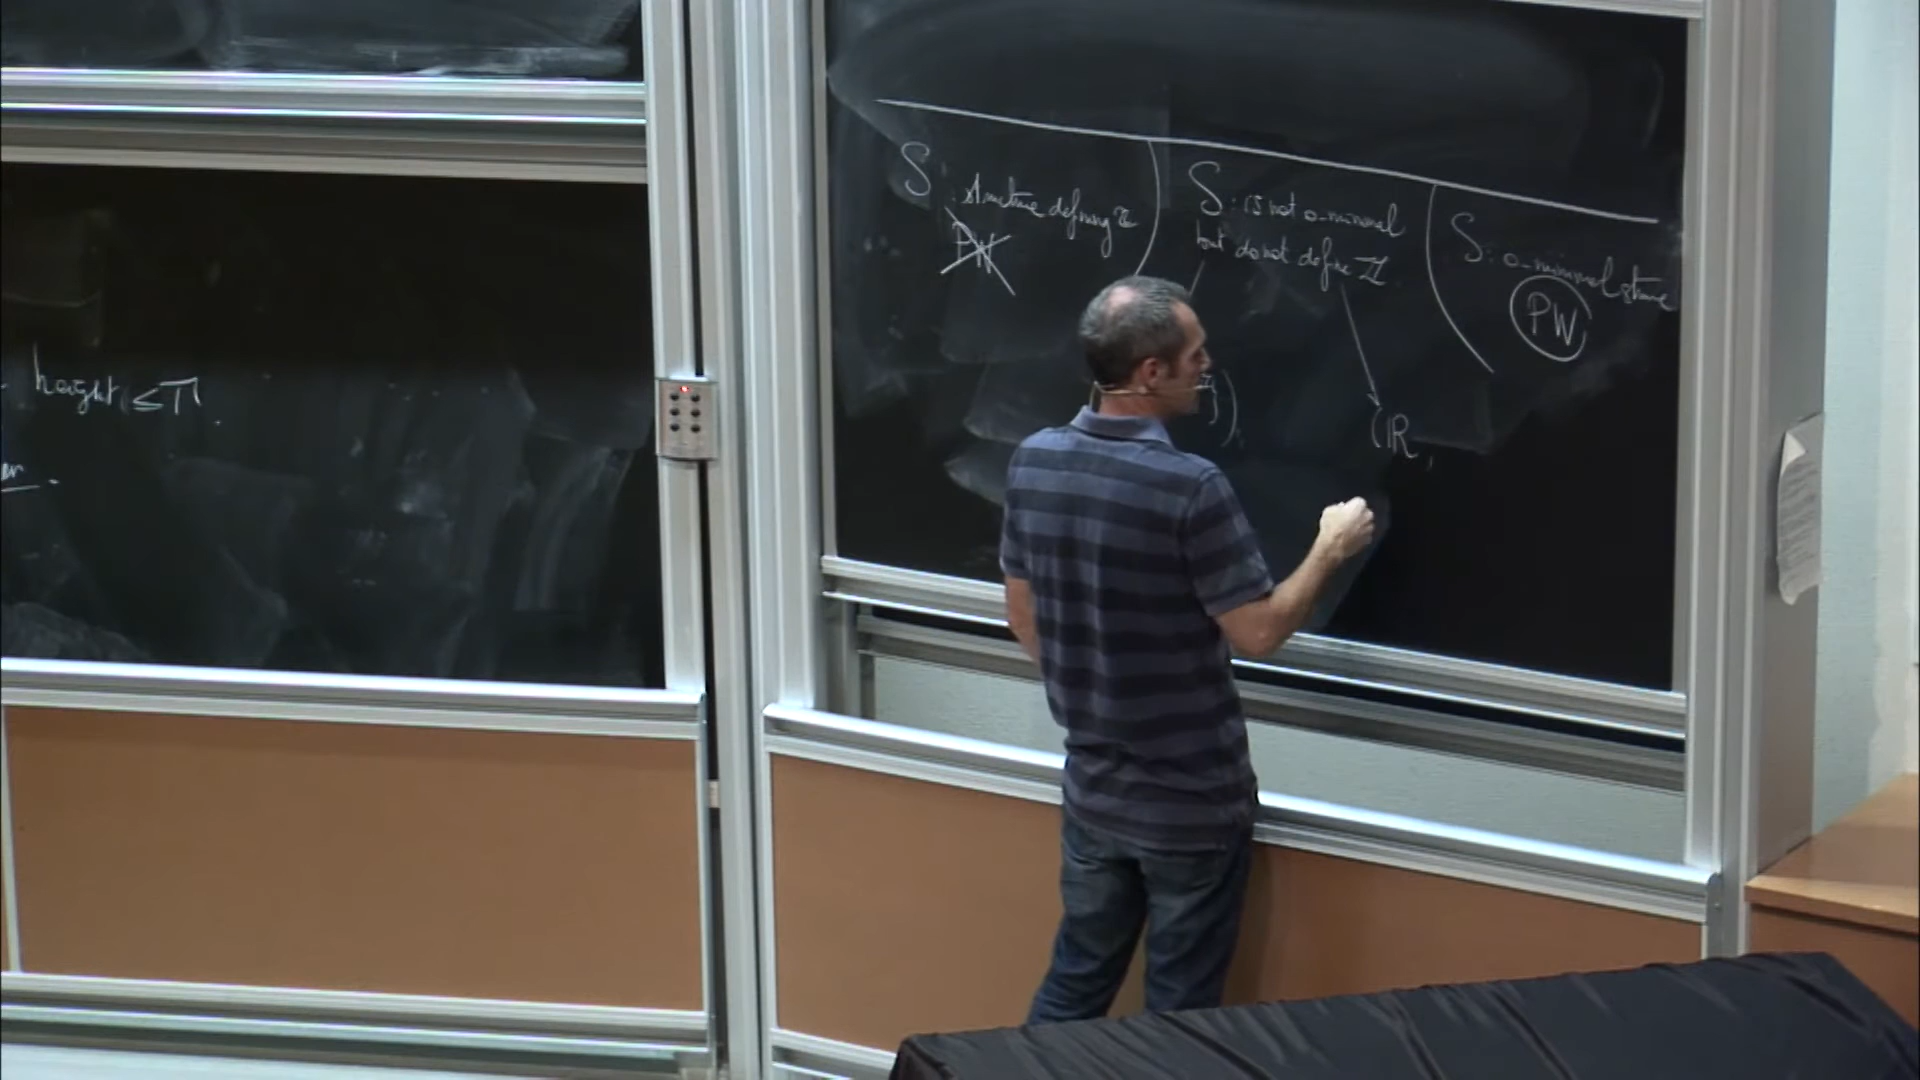 height ≤ T.
S : structure defining ℤ
PW
S : is not o-minimal
but do not define ℤ.
S : o-minimal structure
PW
(ℝ,